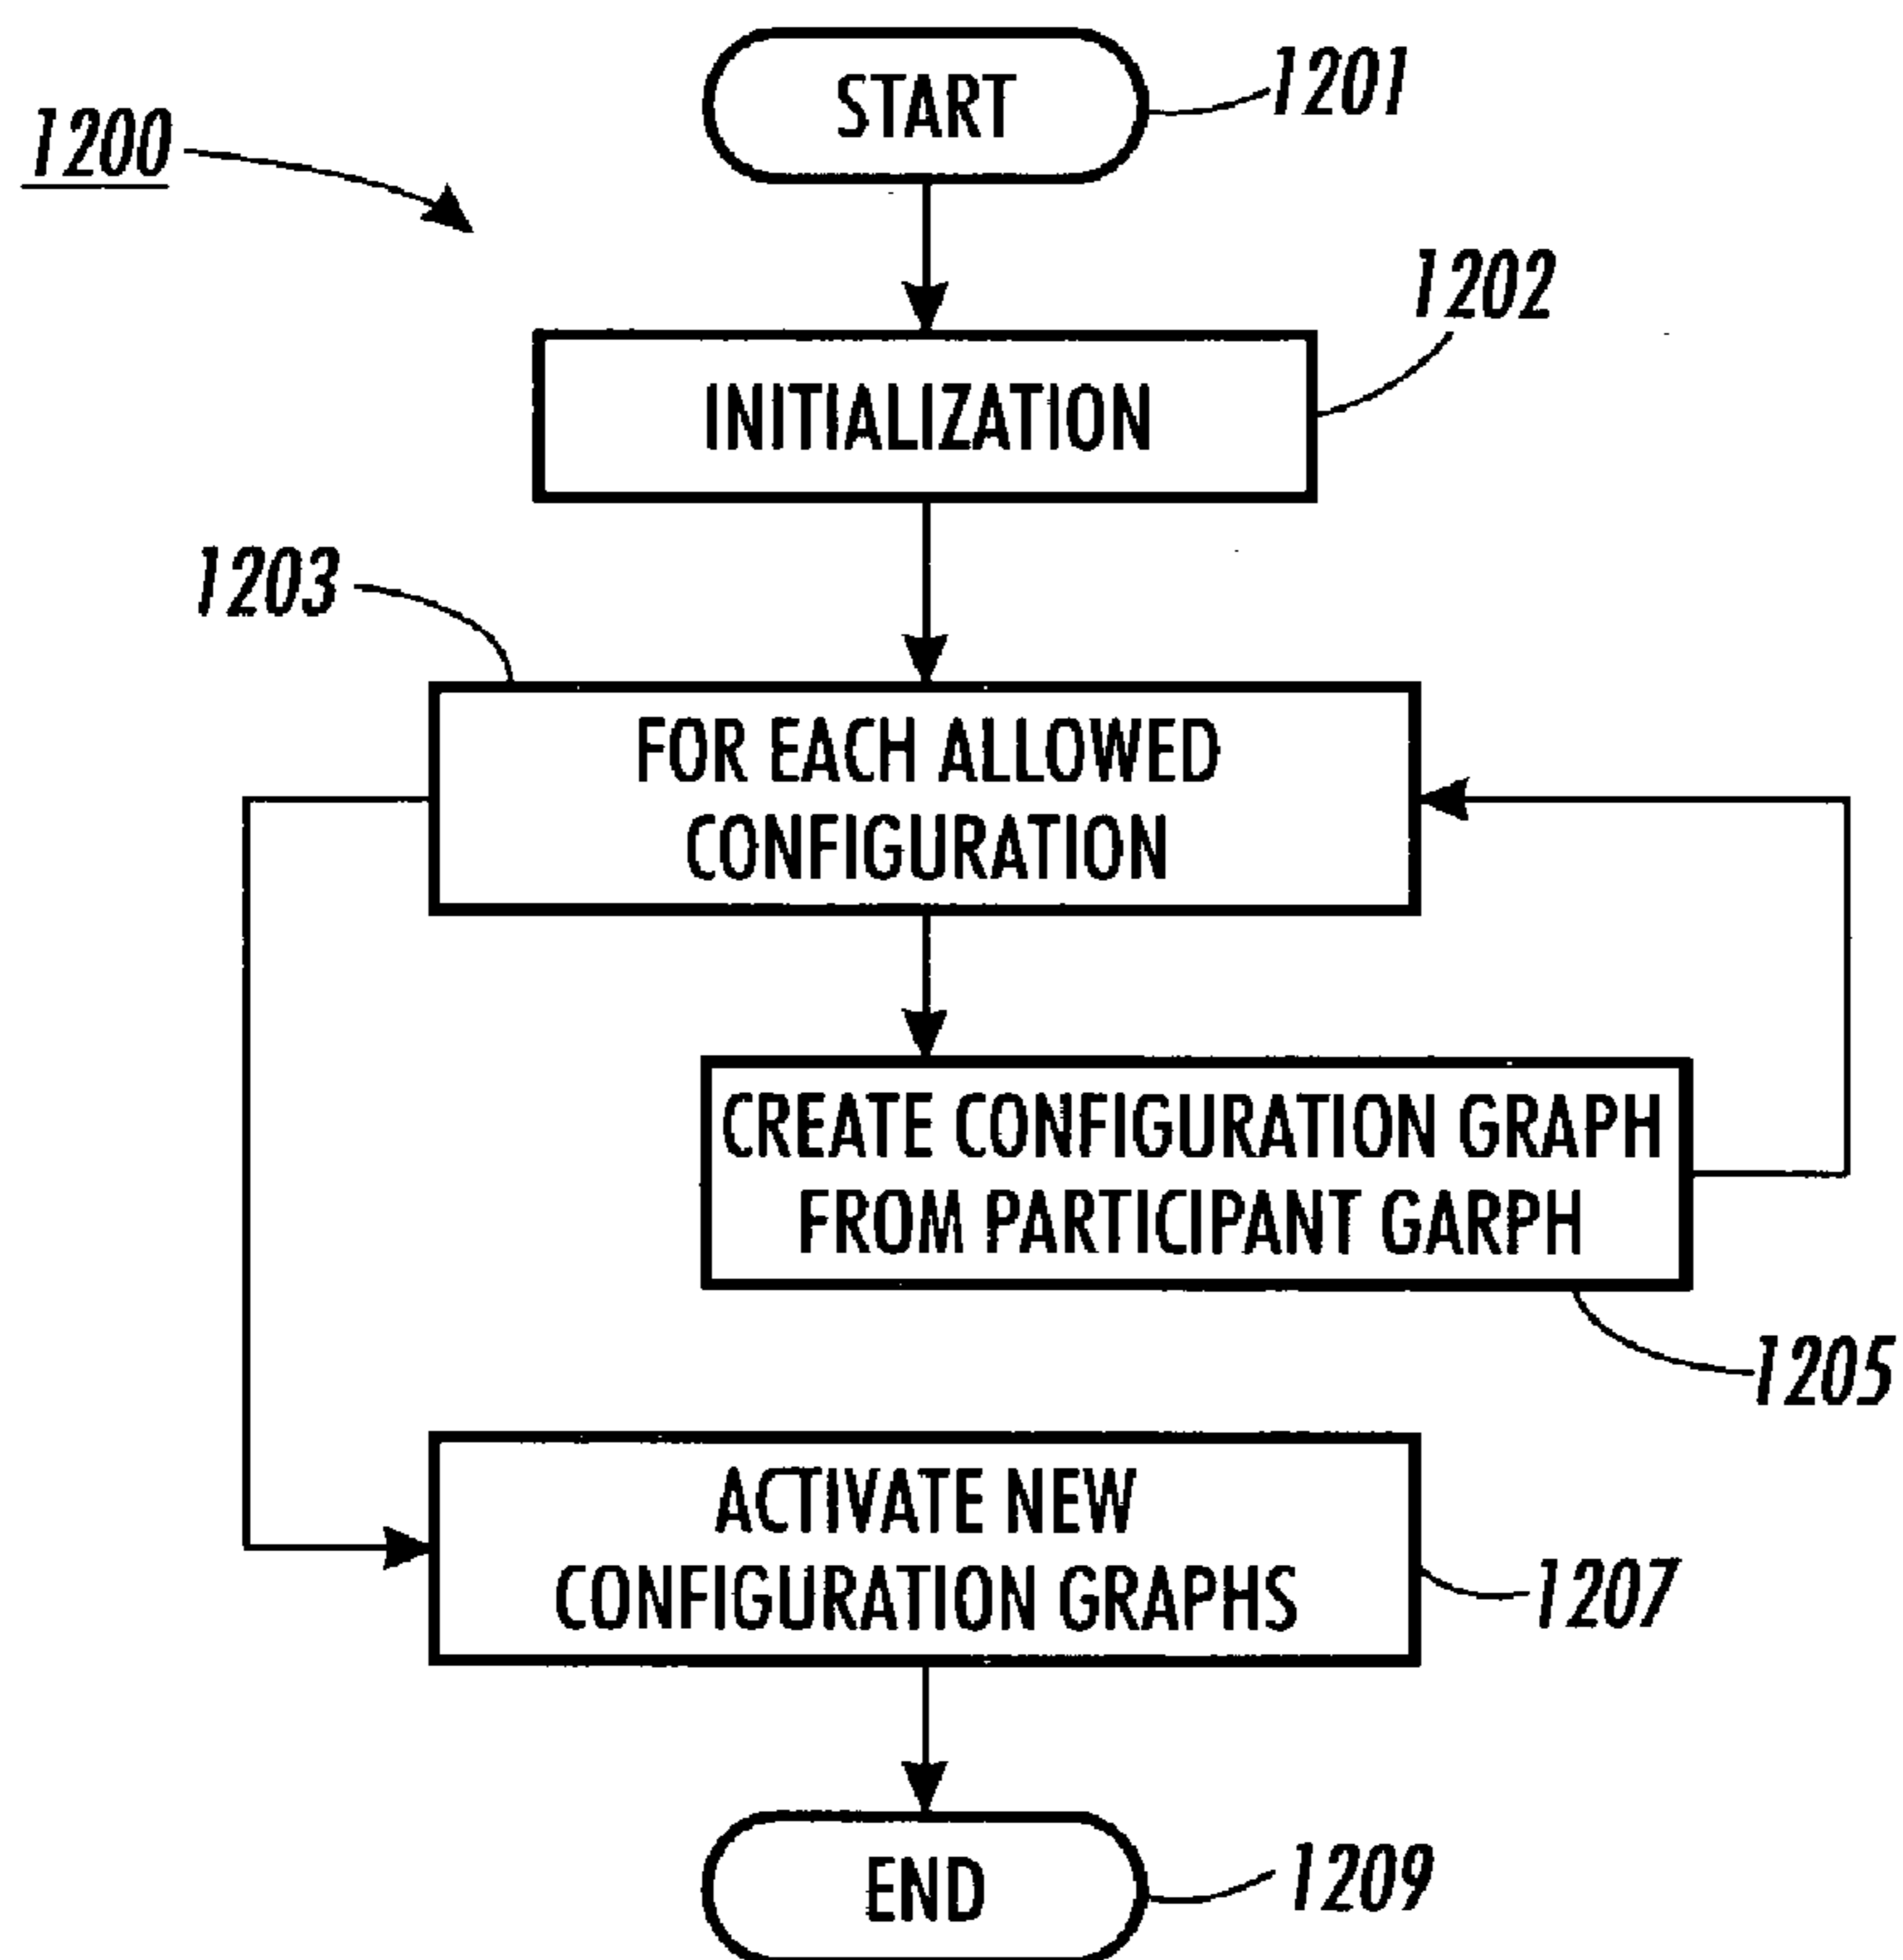 START
1201
1200
1202
INITIALIZATION
1203
FOR EACH ALLOWED
CONFIGURATION
CREATE CONFIGURATION GRAPH
FROM PARTICIPANT GARPH
1205
ACTIVATE NEW
CONFIGURATION GRAPHS
1207
END
1209